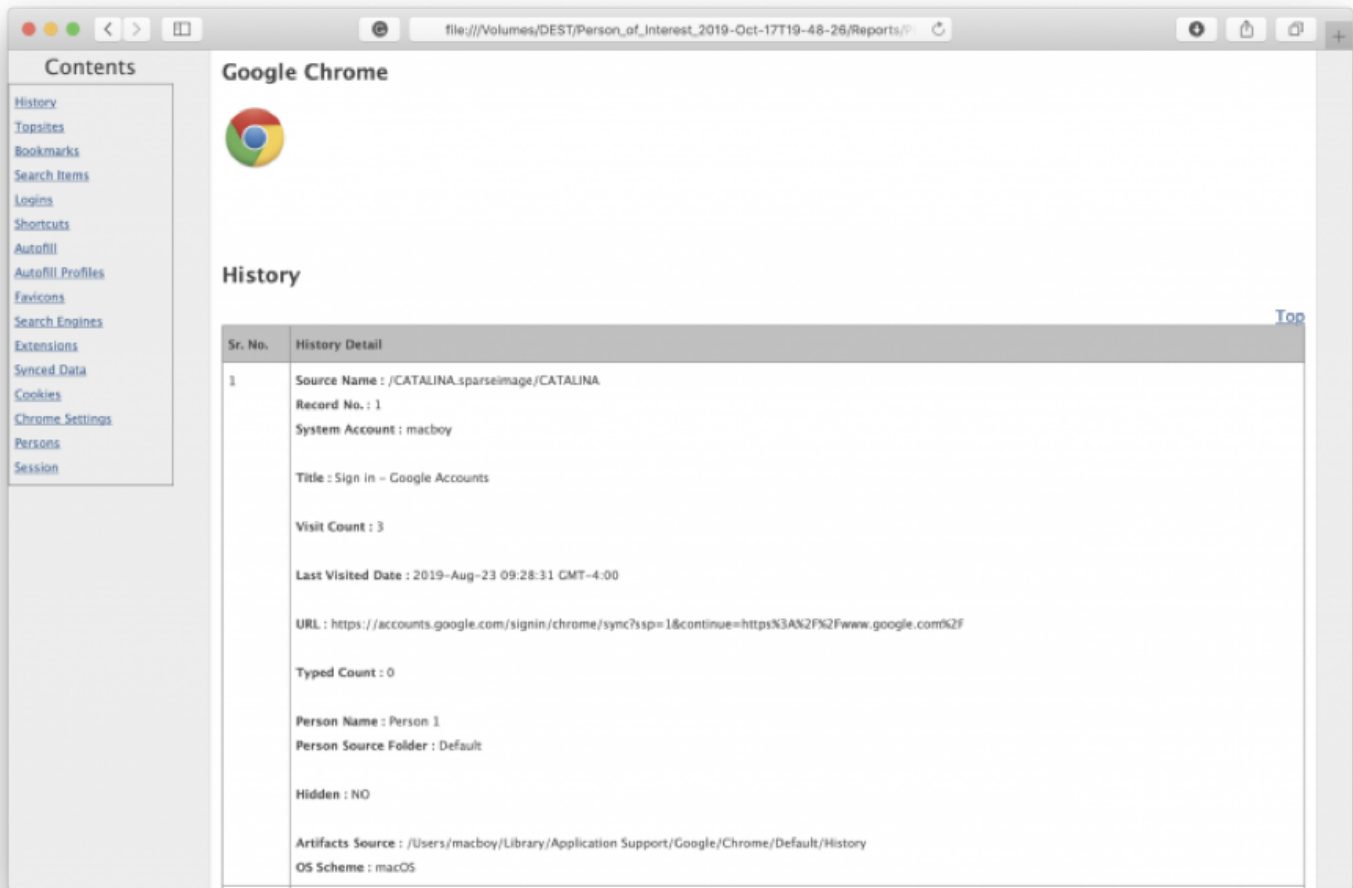 file:///Volumes/DEST/Person_of_Interest_2019-Oct-17T19-48-26/Reports/
Contents
History
Topsites
Bookmarks
Search Items
Logins
Shortcuts
Autofill
Autofill Profiles
Favicons
Search Engines
Extensions
Synced Data
Cookies
Chrome Settings
Persons
Session
Google Chrome
History
Top
Sr. No. History Detail
1 Source Name : /CATALINA.sparseimage/CATALINA
Record No. : 1
System Account : macboy
Title : Sign in – Google Accounts
Visit Count : 3
Last Visited Date : 2019-Aug-23 09:28:31 GMT-4:00
URL : https://accounts.google.com/signin/chrome/sync?ssp=1&continue=https%3A%2F%2Fwww.google.com%2F
Typed Count : 0
Person Name : Person 1
Person Source Folder : Default
Hidden : NO
Artifacts Source : /Users/macboy/Library/Application Support/Google/Chrome/Default/History
OS Scheme : macOS